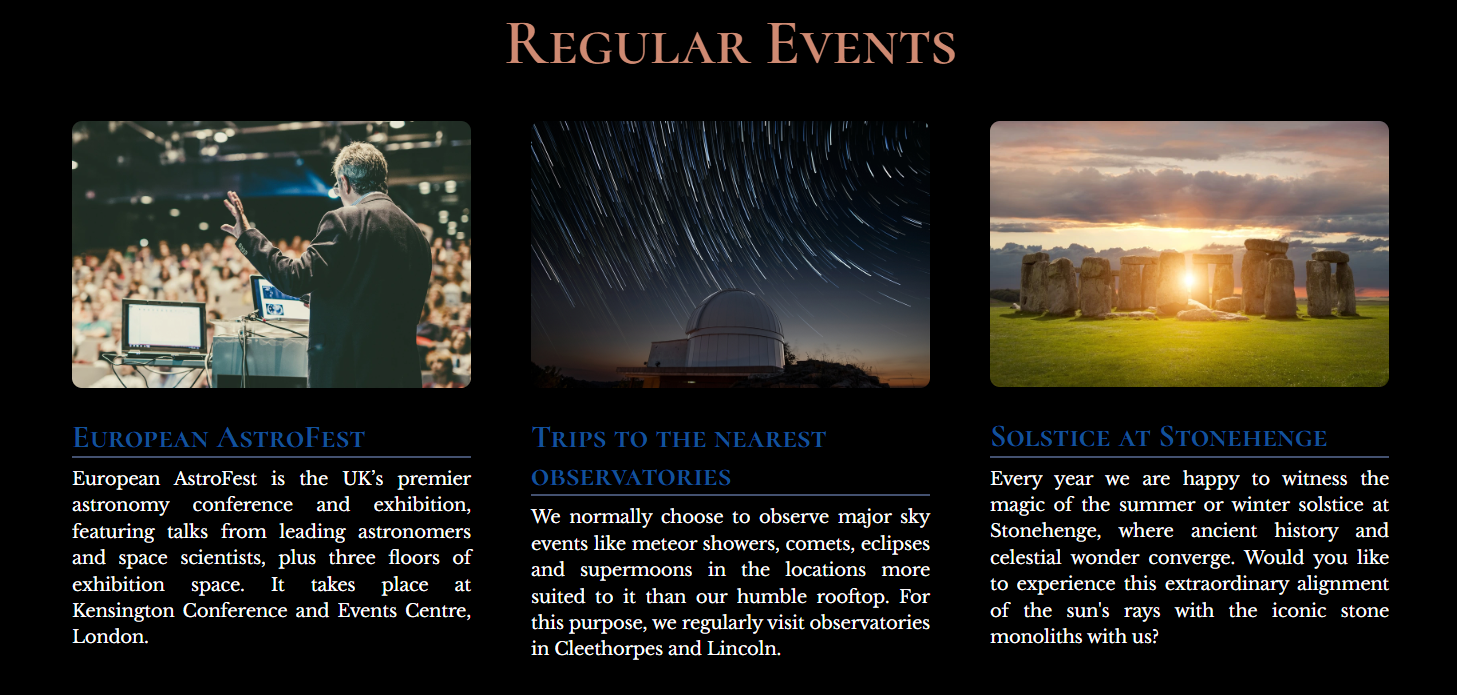 Regular Events
European AstroFest
European AstroFest is the UK’s premier
astronomy conference and exhibition,
featuring talks from leading astronomers
and space scientists, plus three floors of
exhibition space. It takes place at
Kensington Conference and Events Centre,
London.
Trips to the nearest
observatories
We normally choose to observe major sky
events like meteor showers, comets, eclipses
and supermoons in the locations more
suited to it than our humble rooftop. For
this purpose, we regularly visit observatories
in Cleethorpes and Lincoln.
Solstice at Stonehenge
Every year we are happy to witness the
magic of the summer or winter solstice at
Stonehenge, where ancient history and
celestial wonder converge. Would you like
to experience this extraordinary alignment
of the sun's rays with the iconic stone
monoliths with us?